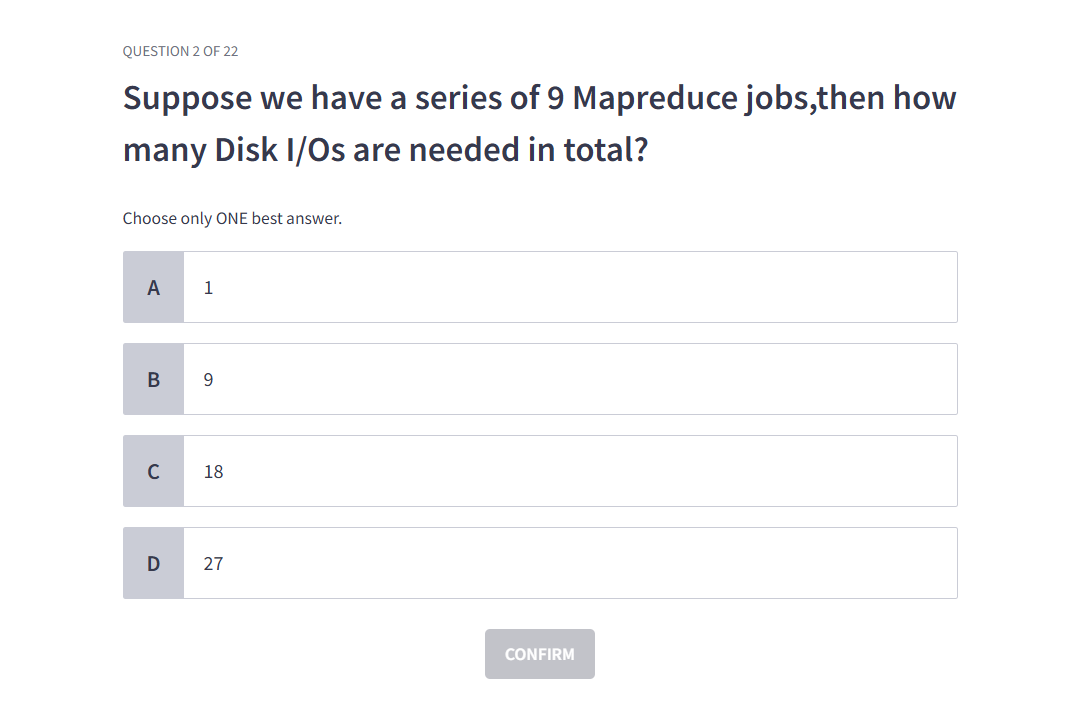 QUESTION 2 OF 22
Suppose we have a series of 9 Mapreduce jobs,then how
many Disk I/Os are needed in total?
Choose only ONE best answer.
A 1
B 9
C 18
D 27
CONFIRM